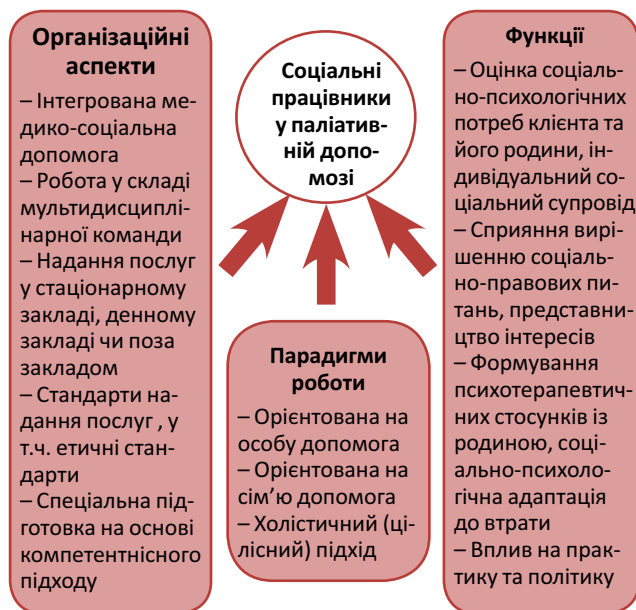 Організаційні
аспекти
– Інтегрована ме-
дико-соціальна
допомога
– Робота у складі
мультидисциплі-
нарної команди
– Надання послуг
у стаціонарному
закладі, денному
закладі чи поза
закладом
– Стандарти на-
дання послуг , у
т.ч. етичні стан-
дарти
– Спеціальна під-
готовка на основі
компетентнісного
підходу
Соціальні
працівники
у паліатив-
ній допо-
мозі
Парадигми
роботи
– Орієнтована на
особу допомога
– Орієнтована на
сім’ю допомога
– Холістичний (ці-
лісний) підхід
Функції
– Оцінка соціаль-
но-психологічних
потреб клієнта та
його родини, ін-
дивідуальний со-
ціальний супровід
– Сприяння вирі-
шенню соціаль-
но-правових пи-
тань, представни-
цтво інтересів
– Формування
психотерапевтич-
них стосунків із
родиною, соці-
ально-психоло-
гічна адаптація
до втрати
– Вплив на прак-
тику та політику